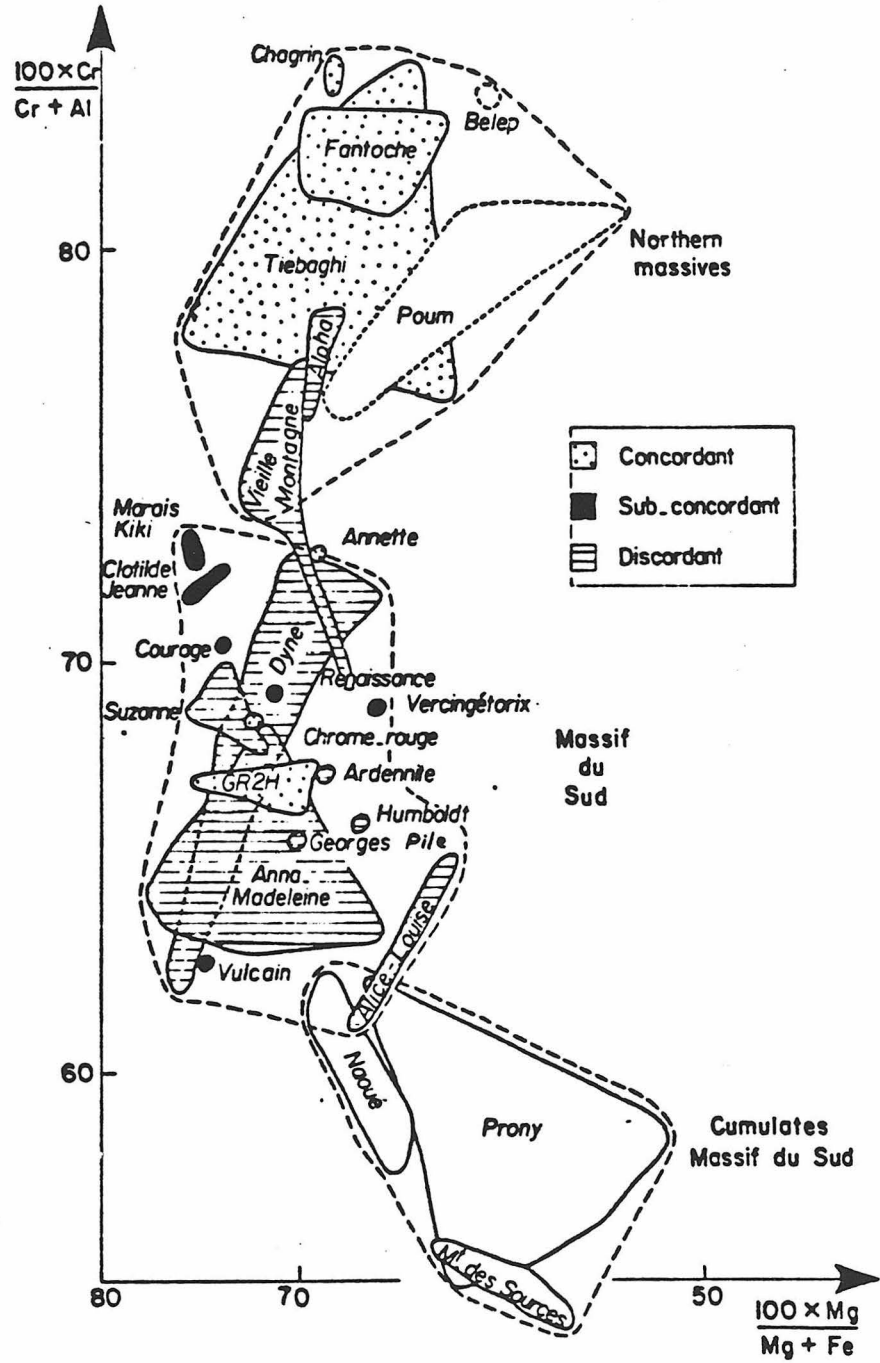 100 x Cr
Cr + Al
Chagrin
Belep
Fantoche
80
Tiebaghi
Northern
massives
Poum
Alpha
Vieille
Montagne
Concordant
Sub_concordant
Discordant
Marais
Kiki
Clotilde
Jeanne
Annette
Courage
70
Dyne
Renaissance
Suzanne
Vercingétorix
Chrome_rouge
Massif
du
Sud
GR2H
Ardennite
Humboldt
Georges Pile
Anna
Madeleine
Alice-Louise
Vulcain
60
Naoué
Prony
Cumulates
Massif du Sud
Mt des Sources
80
70
50
100 x Mg
Mg + Fe